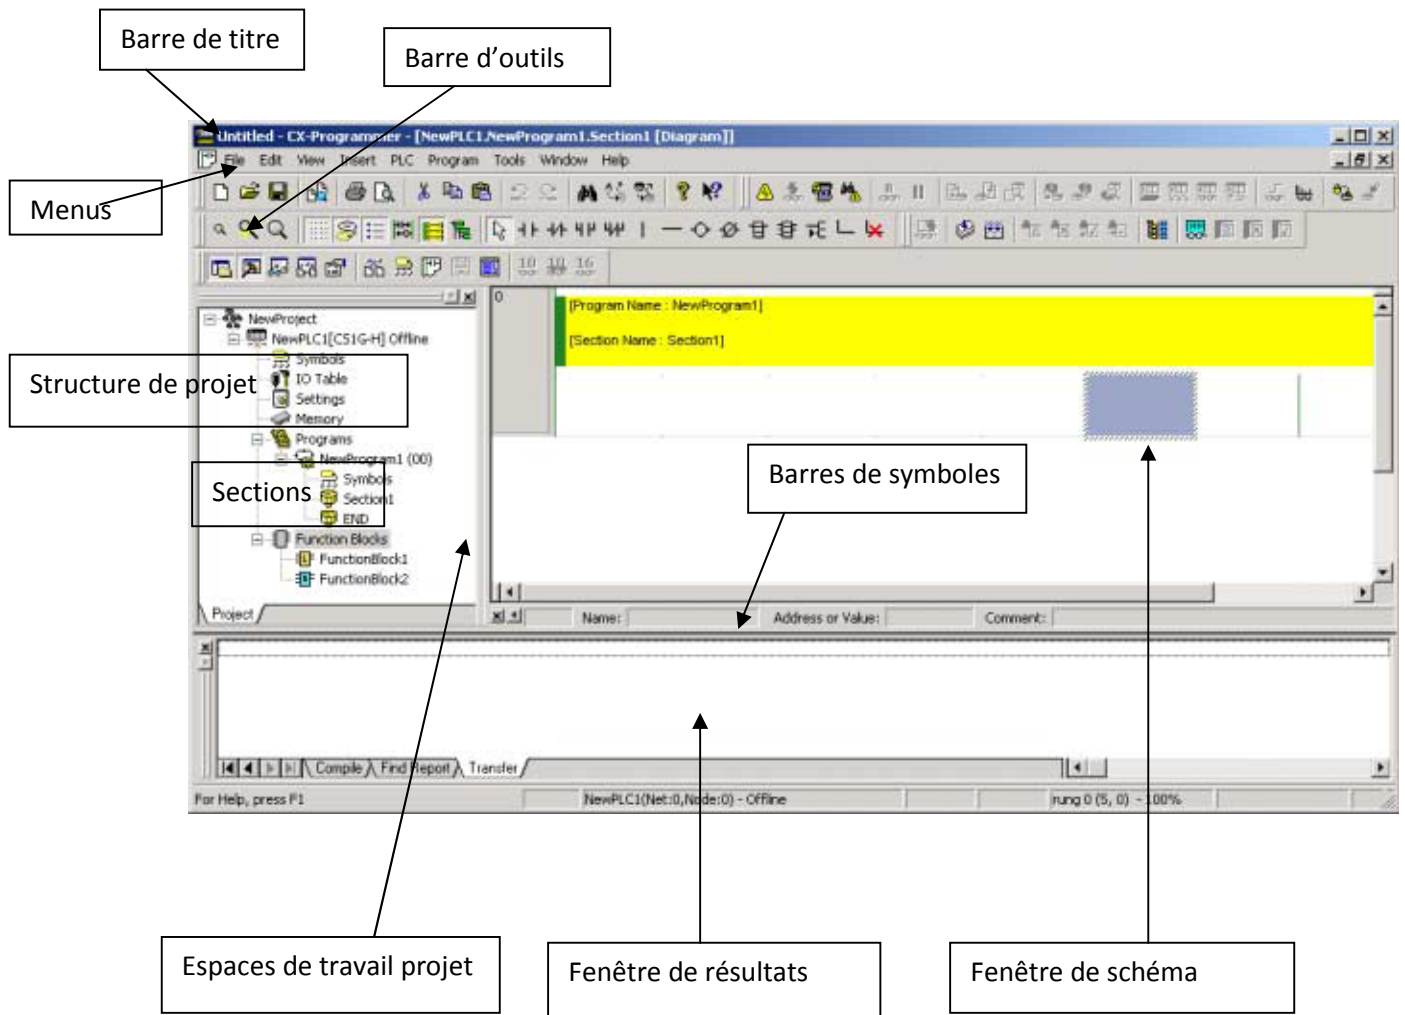 Barre de titre
Barre d’outils
Untitled - CX-Programmer - [NewPLC1.NewProgram1.Section1 [Diagram]]
File Edit View Insert PLC Program Tools Window Help
Menus
10 10 16
0
[Program Name : NewProgram1]
[Section Name : Section1]
NewProject
NewPLC1[CS1G-H] Offline
Symbols
IO Table
Settings
Memory
Programs
NewProgram1 (00)
Symbols
Section1
END
Function Blocks
FunctionBlock1
FunctionBlock2
Structure de projet
Sections
Barres de symboles
Project
Name: Address or Value: Comment:
Compile Find Report Transfer
For Help, press F1 NewPLC1(Net:0,Node:0) - Offline rung 0 (5, 0) - 100%
Espaces de travail projet
Fenêtre de résultats
Fenêtre de schéma